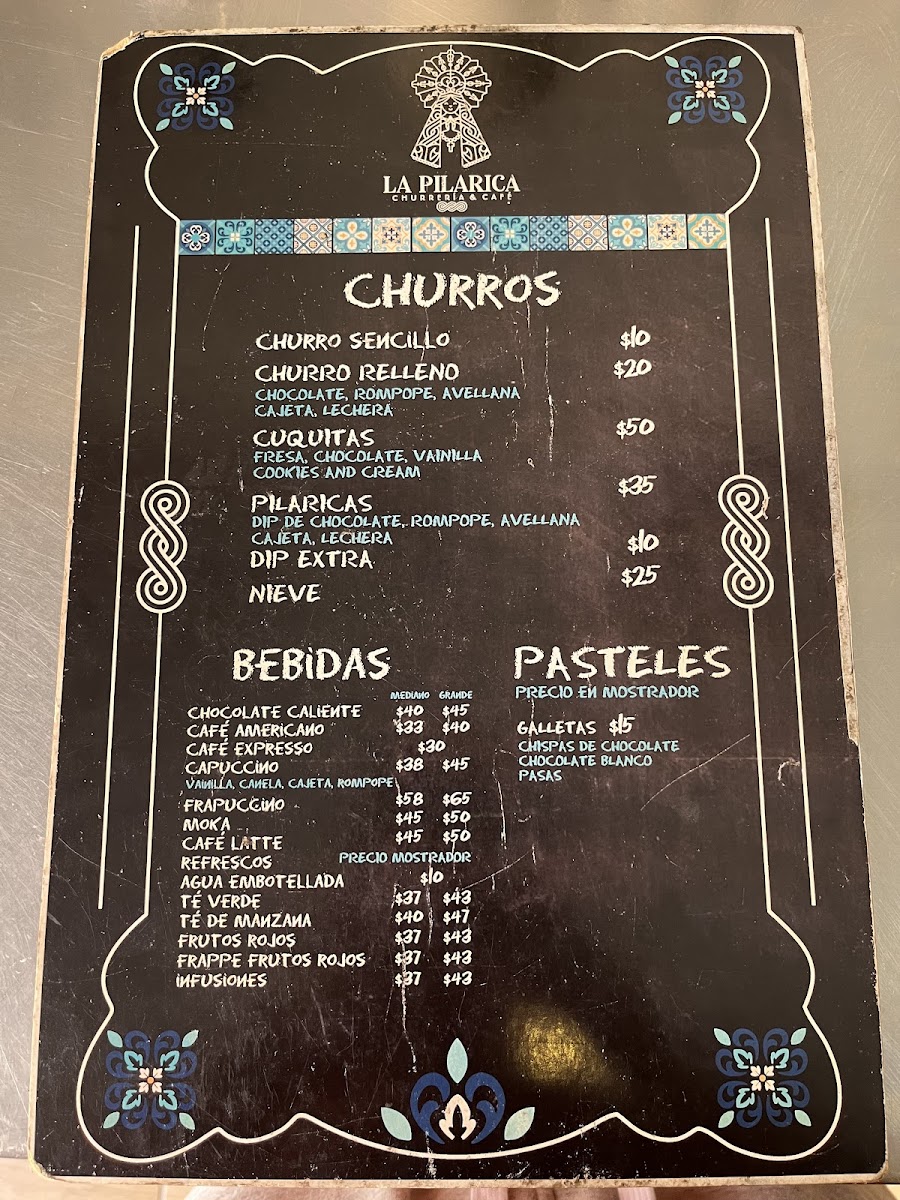 LA PILARICA
CHURRERÍA & CAFÉ
CHURROS
CHURRO SENCILLO $10
CHURRO RELLENO $20
CHOCOLATE, ROMPOPE, AVELLANA
CAJETA, LECHERA
CUQUITAS $50
FRESA, CHOCOLATE, VAINILLA
COOKIES AND CREAM
PILARICAS $35
DIP DE CHOCOLATE, ROMPOPE, AVELLANA
CAJETA, LECHERA
DIP EXTRA $10
NIEVE $25
BEBIDAS
MEDIANO GRANDE
CHOCOLATE CALIENTE $40 $45
CAFÉ AMERICANO $33 $40
CAFÉ EXPRESSO $30
CAPUCCINO $38 $45
VAINILLA, CANELA, CAJETA, ROMPOPE
FRAPUCCINO $58 $65
MOKA $45 $50
CAFÉ LATTE $45 $50
REFRESCOS PRECIO MOSTRADOR
AGUA EMBOTELLADA $10
TÉ VERDE $37 $43
TÉ DE MANZANA $40 $47
FRUTOS ROJOS $37 $43
FRAPPE FRUTOS ROJOS $37 $43
INFUSIONES $37 $43
PASTELES
PRECIO EN MOSTRADOR
GALLETAS $15
CHISPAS DE CHOCOLATE
CHOCOLATE BLANCO
PASAS